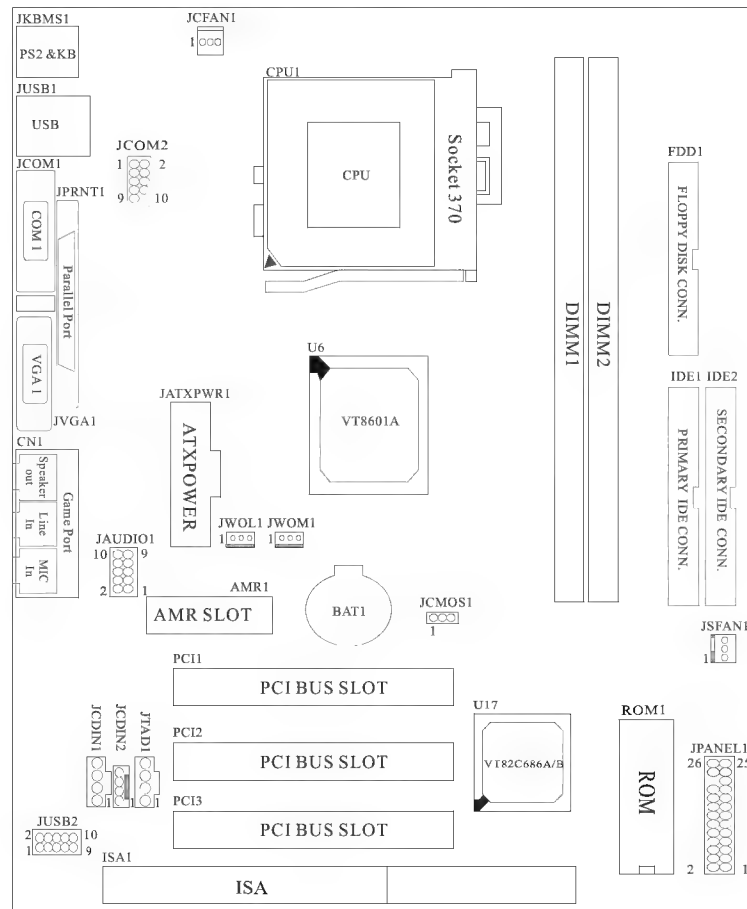 JKBMS1
PS2 &KB
JCFAN1
1
JUSB1
USB
CPU1
CPU
Socket 370
JCOM2
1 2
9 10
JCOM1
COM 1
JPRNT1
Parallel Port
VGA 1
JVGA1
DIMM1
DIMM2
FDD1
FLOPPY DISK CONN.
U6
VT8601A
IDE1 IDE2
PRIMARY IDE CONN.
SECONDARY IDE CONN.
JATXPWR1
ATXPOWER
CN1
Speaker
out
Line
In
MIC
In
Game Port
JWOL1 JWOM1
1 1
JAUDIO1
10 9
2 1
AMR1
AMR SLOT
BAT1
JCMOS1
1
JSFAN1
1
PCI1
PCI BUS SLOT
U17
VT82C686A/B
ROM1
ROM
JPANEL1
26 25
2 1
JCDIN1
JCDIN2
JTAD1
1 1 1
PCI2
PCI BUS SLOT
PCI3
PCI BUS SLOT
JUSB2
2 10
1 9
ISA1
ISA